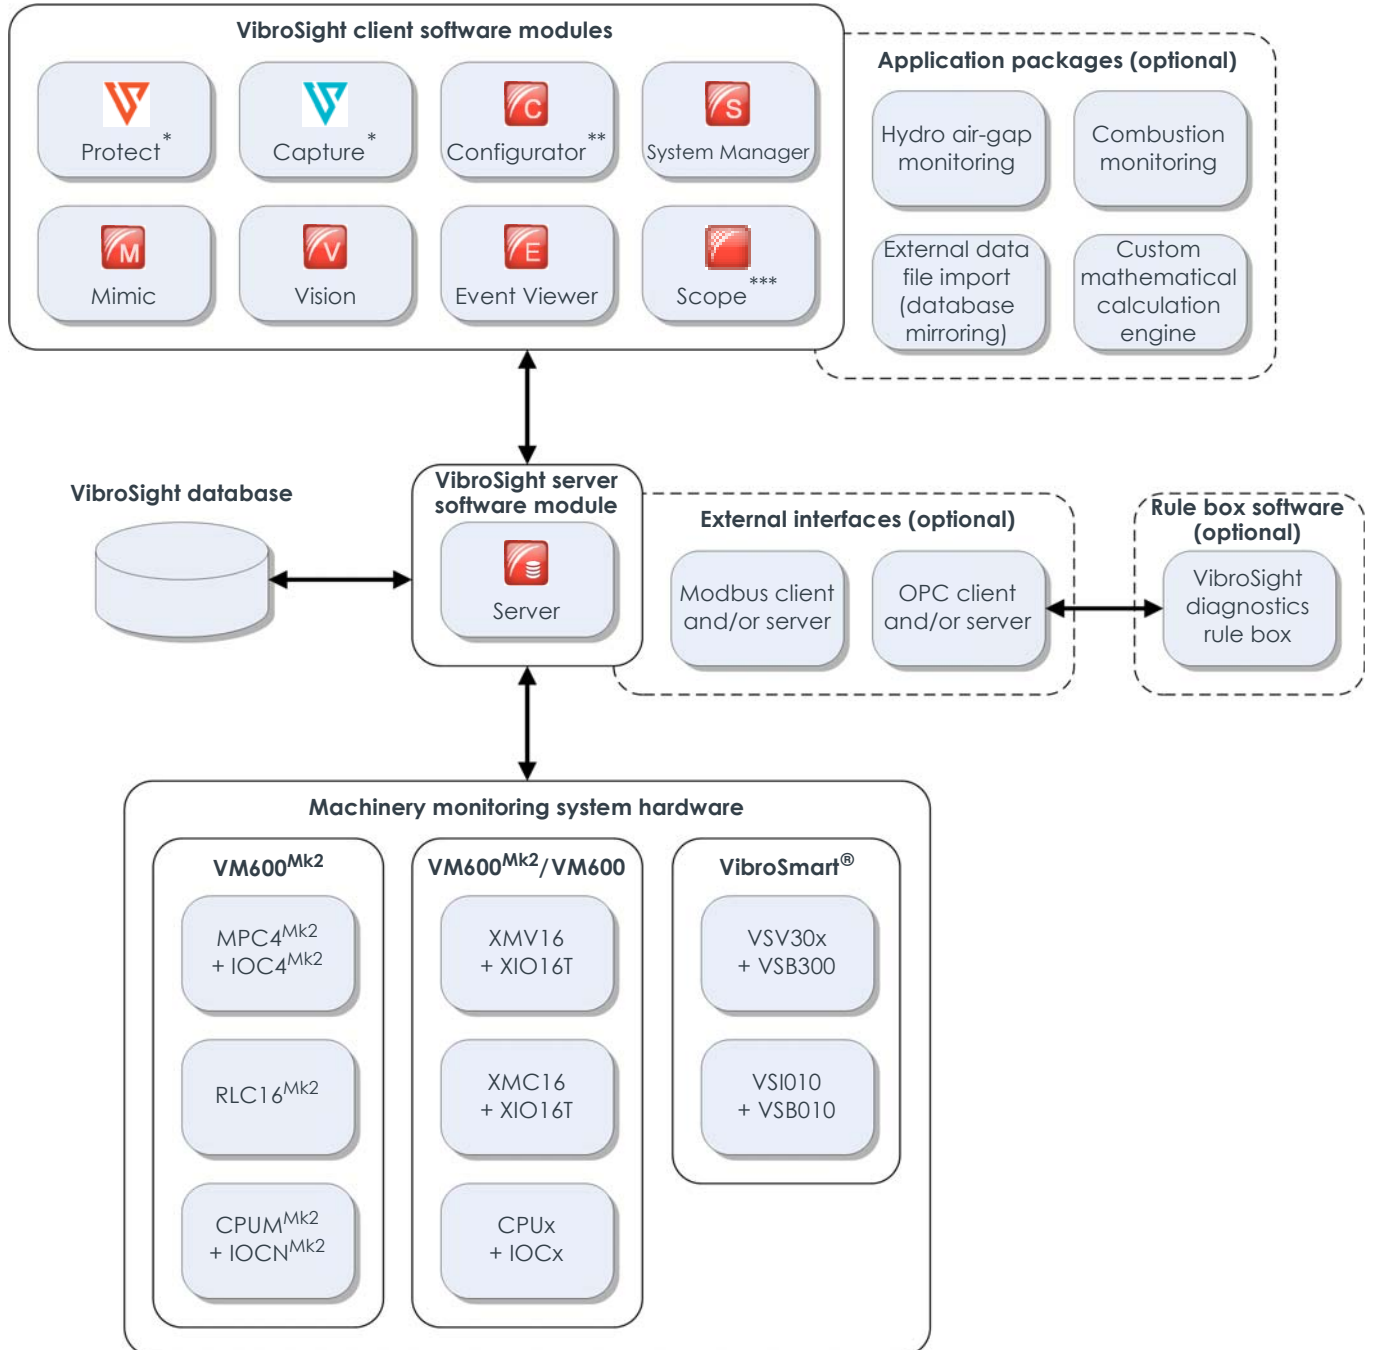 VibroSight client software modules
Protect*
Capture*
C
Configurator**
S
System Manager
M
Mimic
V
Vision
E
Event Viewer
Scope***
Application packages (optional)
Hydro air-gap
monitoring
Combustion
monitoring
External data
file import
(database
mirroring)
Custom
mathematical
calculation
engine
VibroSight database
VibroSight server
software module
Server
External interfaces (optional)
Modbus client
and/or server
OPC client
and/or server
Rule box software
(optional)
VibroSight
diagnostics
rule box
Machinery monitoring system hardware
VM600Mk2
MPC4Mk2
+ IOC4Mk2
RLC16Mk2
CPUMMk2
+ IOCNMk2
VM600Mk2/VM600
XMV16
+ XIO16T
XMC16
+ XIO16T
CPUx
+ IOCx
VibroSmart®
VSV30x
+ VSB300
VSI010
+ VSB010